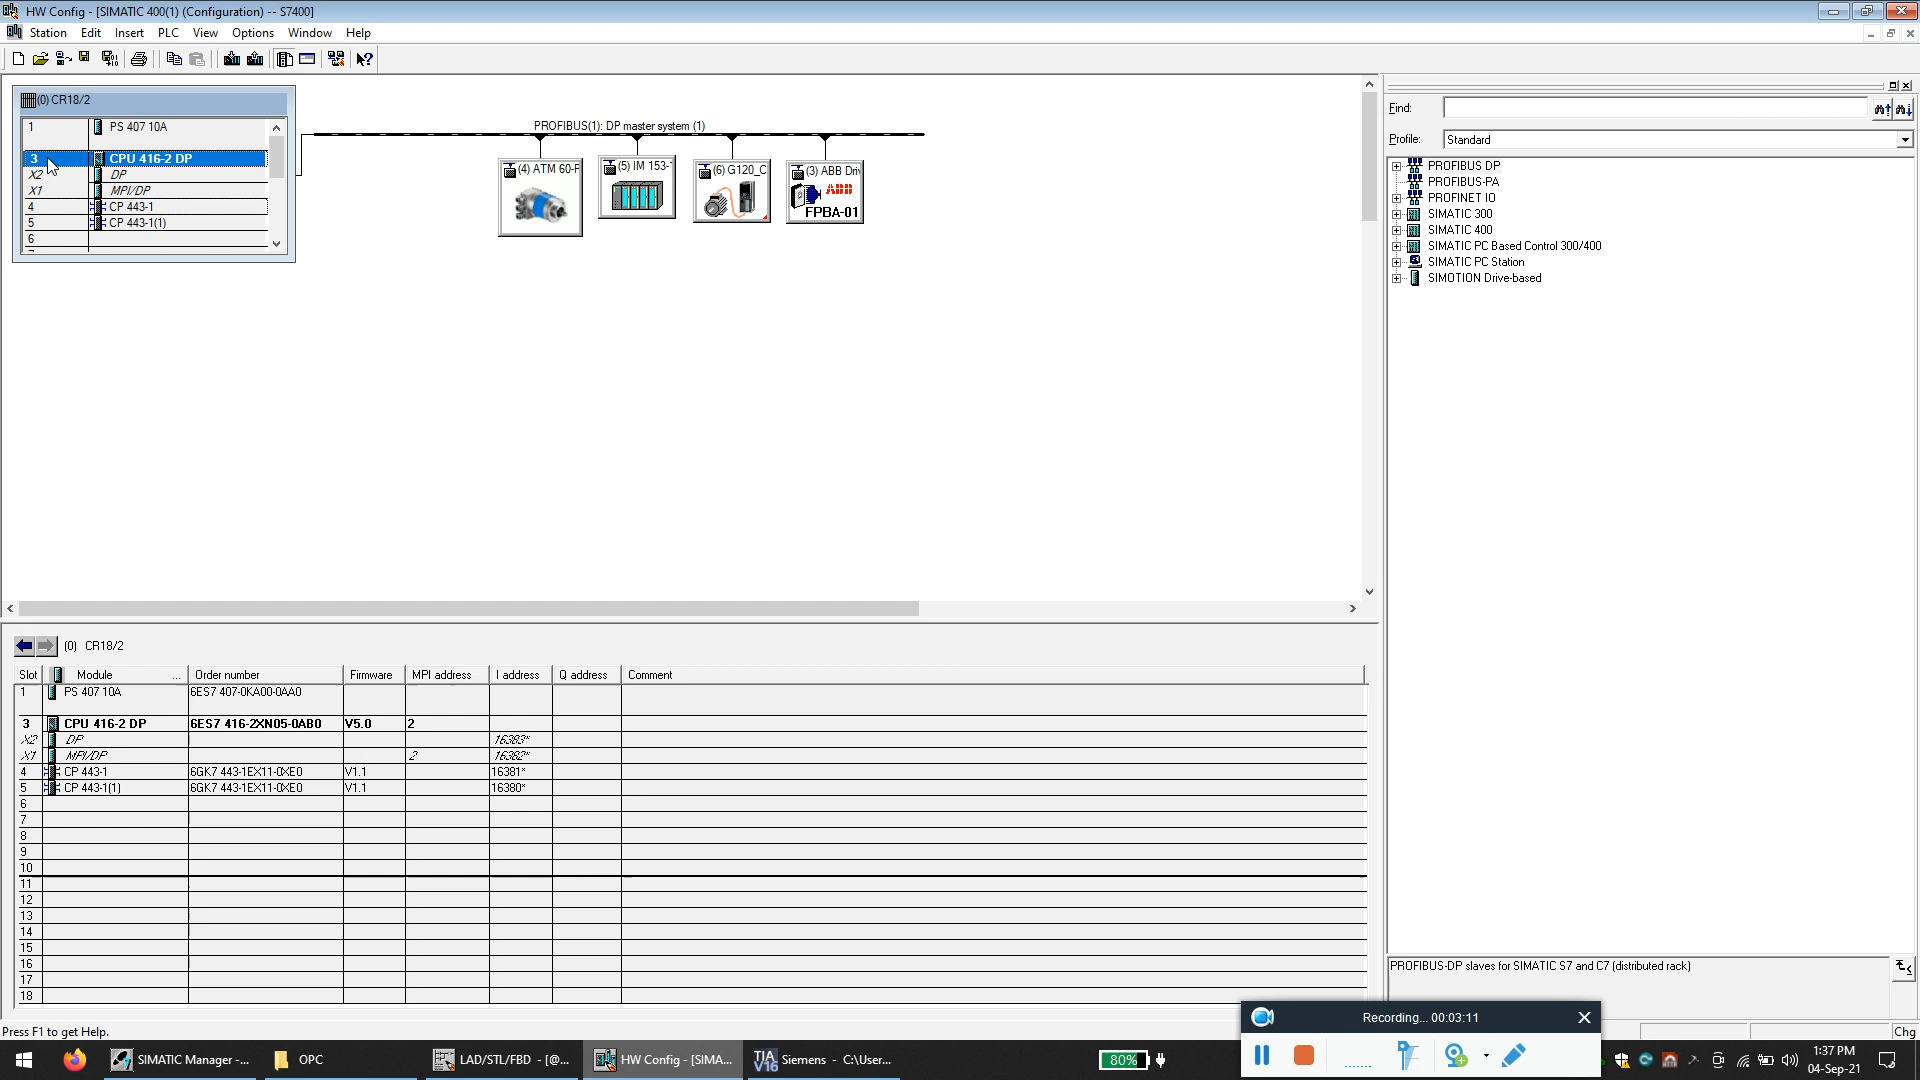 HW Config - [SIMATIC 400(1) (Configuration) -- S7400]
Station Edit Insert PLC View Options Window Help
(0) CR18/2
1 PS 407 10A
3 CPU 416-2 DP
X2 DP
X1 MPI/DP
4 CP 443-1
5 CP 443-1(1)
6
PROFIBUS(1): DP master system (1)
(4) ATM 60-P
(5) IM 153-1
(6) G120_C
(3) ABB Driv
ABB
FPBA-01
Find:
Profile: Standard
PROFIBUS DP
PROFIBUS-PA
PROFINET IO
SIMATIC 300
SIMATIC 400
SIMATIC PC Based Control 300/400
SIMATIC PC Station
SIMOTION Drive-based
(0) CR18/2
Slot Module ... Order number Firmware MPI address I address Q address Comment
1 PS 407 10A 6ES7 407-0KA00-0AA0
3 CPU 416-2 DP 6ES7 416-2XN05-0AB0 V5.0 2
X2 DP 16383*
X1 MPI/DP 2 16382*
4 CP 443-1 6GK7 443-1EX11-0XE0 V1.1 16381*
5 CP 443-1(1) 6GK7 443-1EX11-0XE0 V1.1 16380*
6
7
8
9
10
11
12
13
14
15
16
17
18
PROFIBUS-DP slaves for SIMATIC S7 and C7 (distributed rack)
Press F1 to get Help.
Chg
Recording... 00:03:11
SIMATIC Manager -...
OPC
LAD/STL/FBD - [@...
HW Config - [SIMA...
TIA V16
Siemens - C:\User...
80%
1:37 PM
04-Sep-21